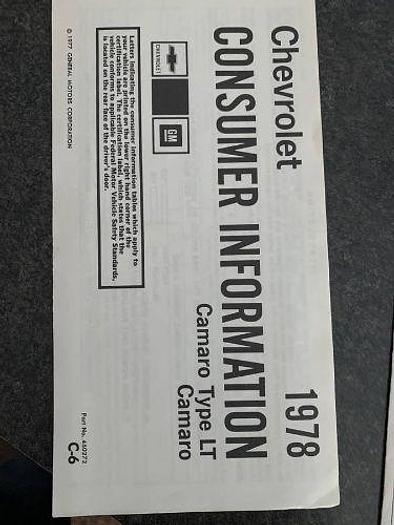 Chevrolet 1978
CONSUMER INFORMATION
Camaro Type LT
Camaro
CHEVROLET
GM
Letters indicating the consumer information tables which apply to
your vehicle are printed on the lower right hand corner of the
certification label. The certification label, which states that the
vehicle conforms to applicable Federal Motor Vehicle Safety Standards,
is located on the rear face of the driver's door.
© 1977 GENERAL MOTORS CORPORATION
Part No. 460272
C-6